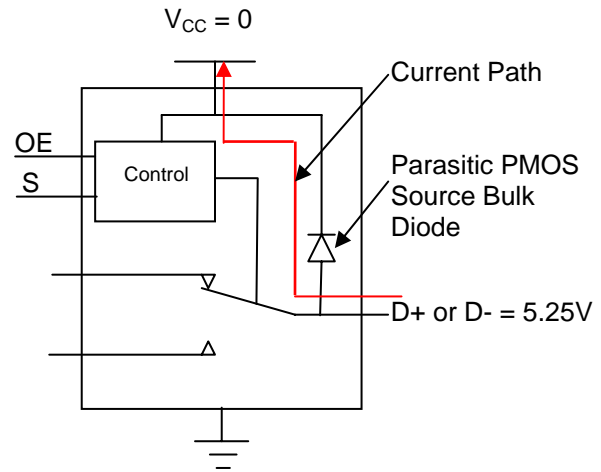 V_CC = 0
Current Path
OE
S
Control
Parasitic PMOS
Source Bulk
Diode
D+ or D- = 5.25V